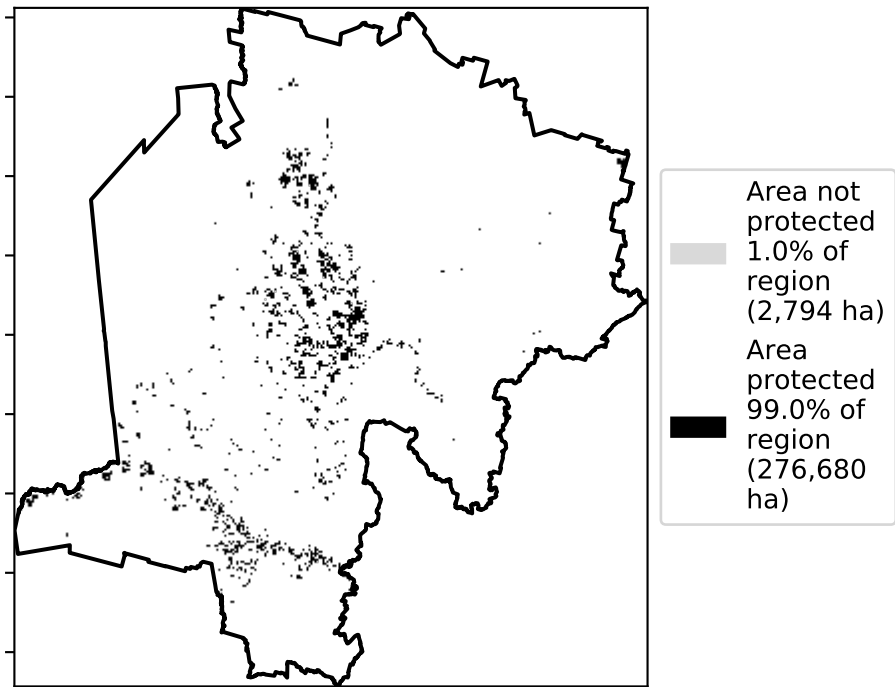 Area not
protected
1.0% of
region
(2,794 ha)
Area
protected
99.0% of
region
(276,680
ha)